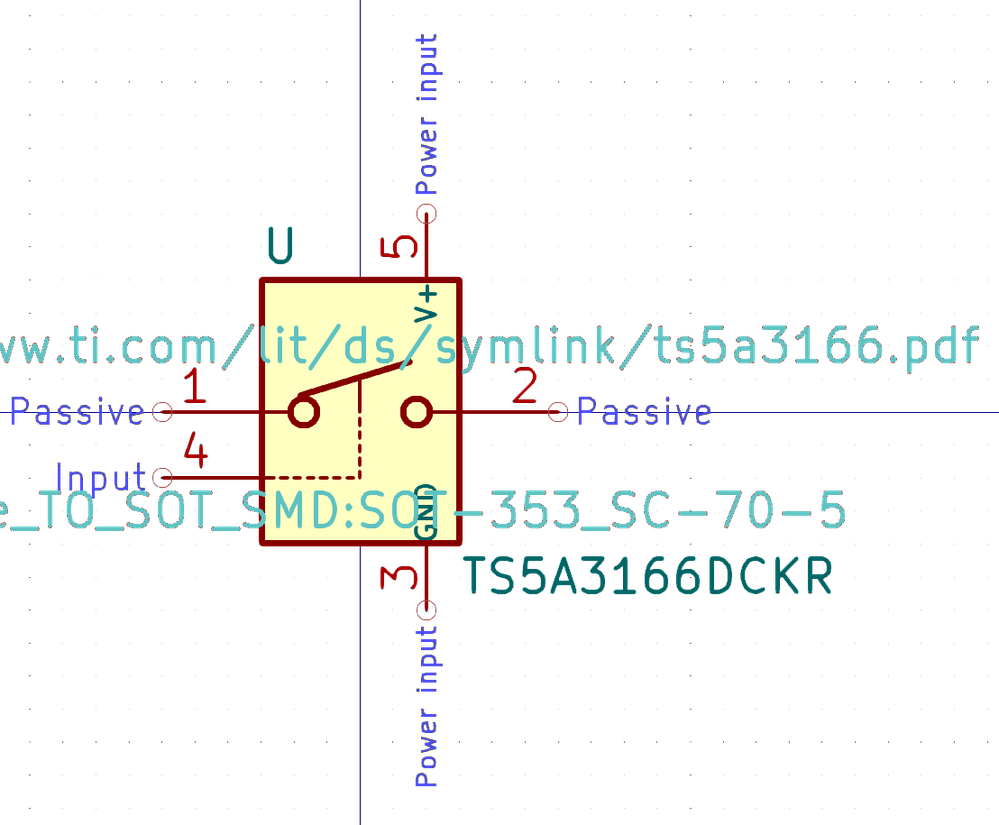 Power input
U
5
V+
ww.ti.com/lit/ds/symlink/ts5a3166.pdf
1
2
Passive
Passive
4
Input
e_TO_SOT_SMD:SOT-353_SC-70-5
GND
3
TS5A3166DCKR
Power input